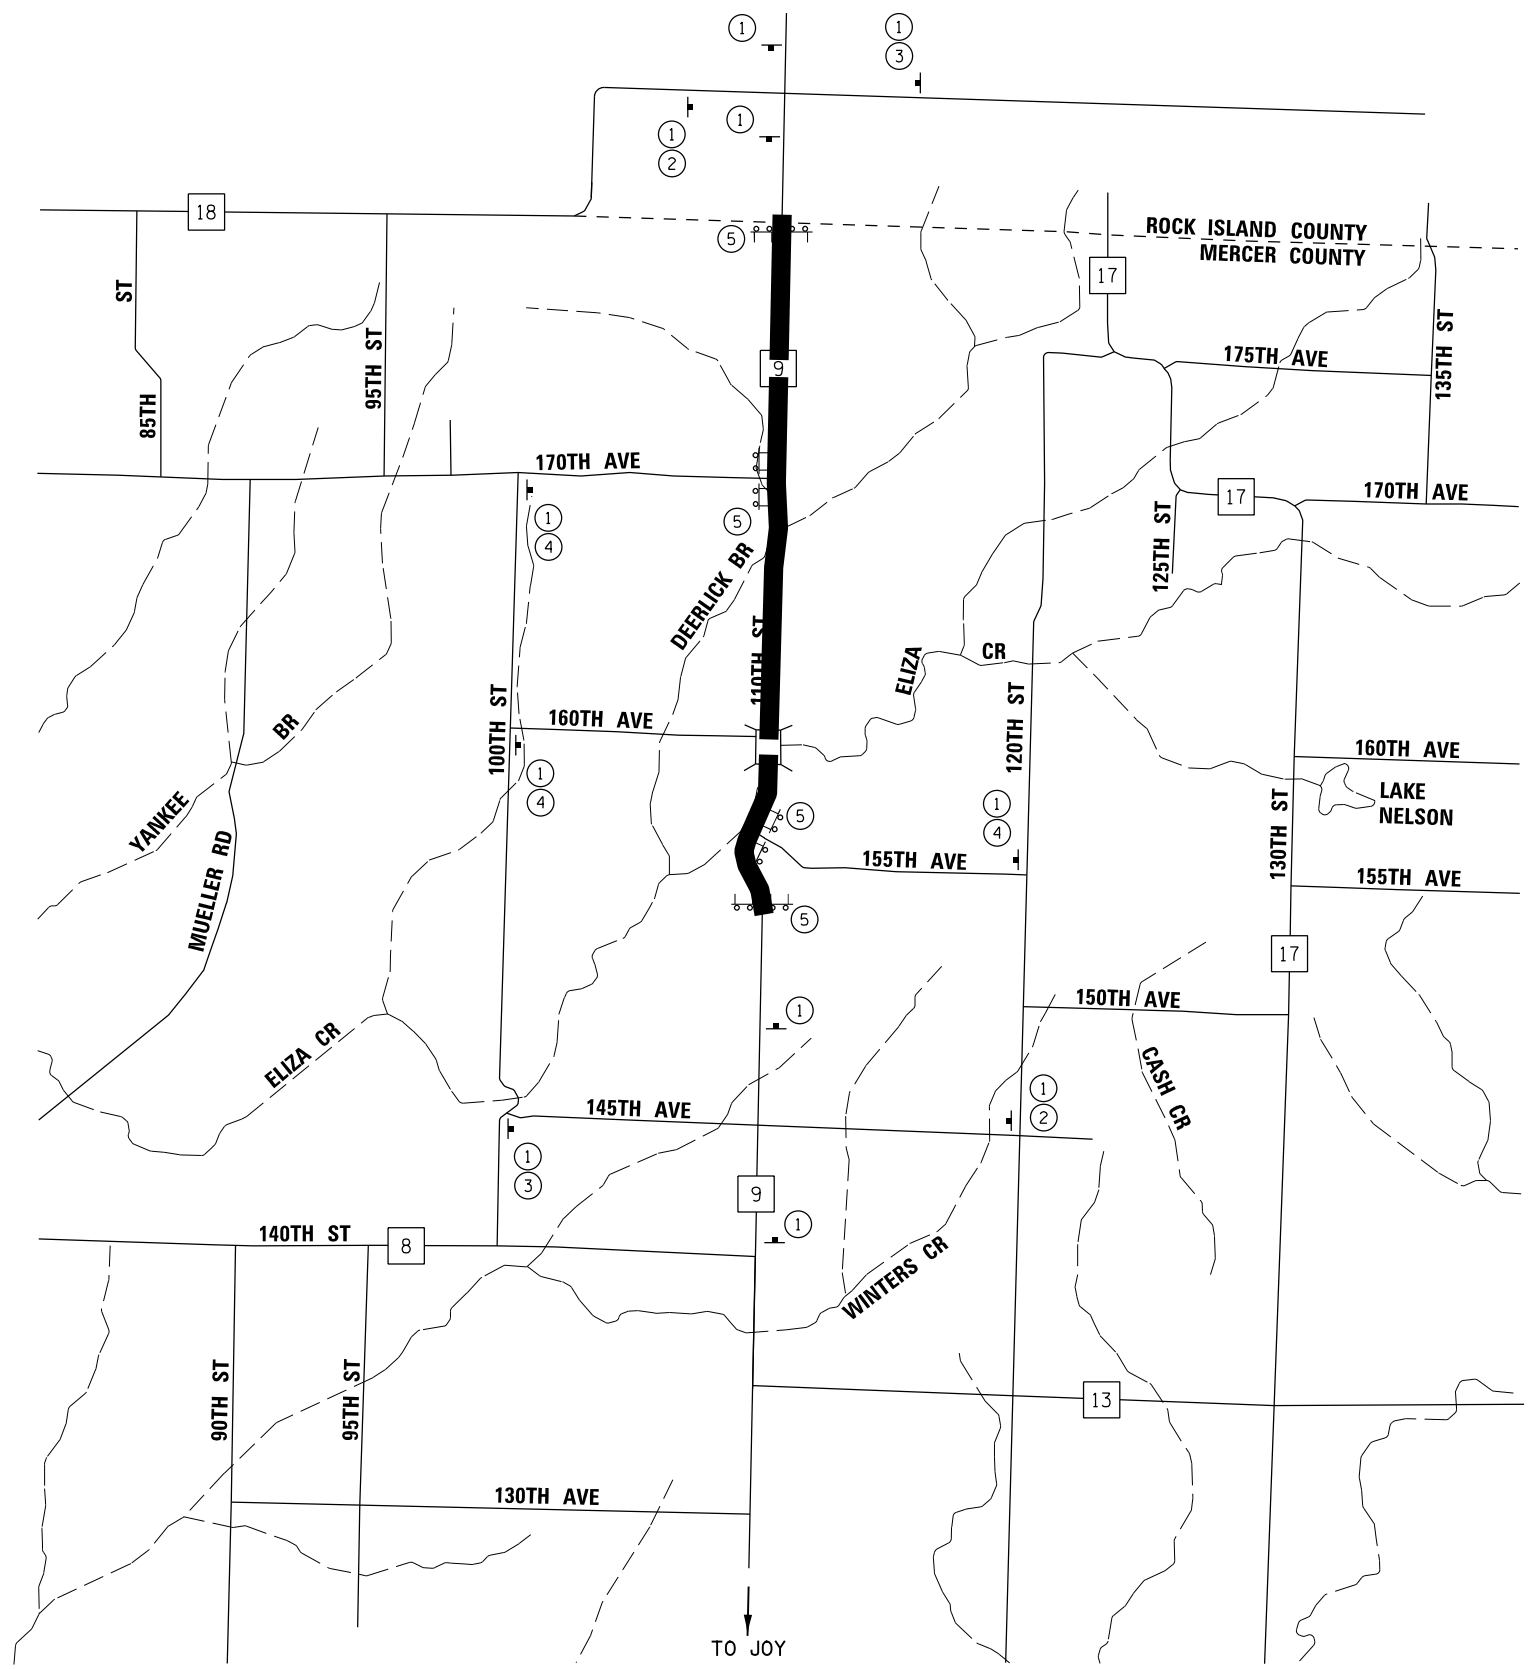 1
1
3
1
1
2
18
ROCK ISLAND COUNTY
MERCER COUNTY
5
17
85TH ST
95TH ST
9
175TH AVE
135TH ST
170TH AVE
1
4
5
125TH ST
17
170TH AVE
DEERLICK BR
110TH ST
ELIZA CR
100TH ST
160TH AVE
120TH ST
BR
YANKEE
1
4
160TH AVE
LAKE
NELSON
130TH ST
MUELLER RD
5
1
4
155TH AVE
155TH AVE
5
17
1
150TH AVE
ELIZA CR
CASH CR
145TH AVE
1
2
1
3
9
1
140TH ST
8
WINTERS CR
90TH ST
95TH ST
13
130TH AVE
TO JOY